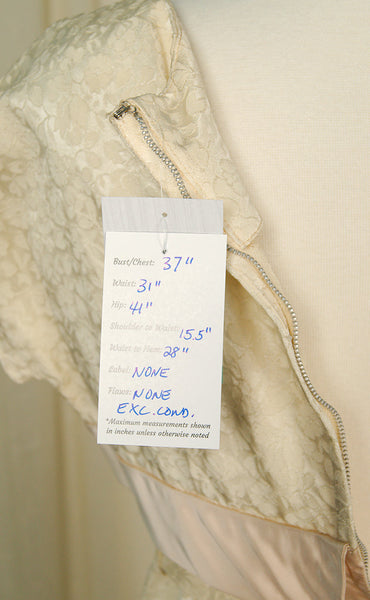 Bust/Chest: 37"
Waist: 31"
Hip: 41"
Shoulder to Waist: 15.5"
Waist to Hem: 28"
Label: NONE
Flaws: NONE
EXC. COND.
*Maximum measurements shown
in inches unless otherwise noted